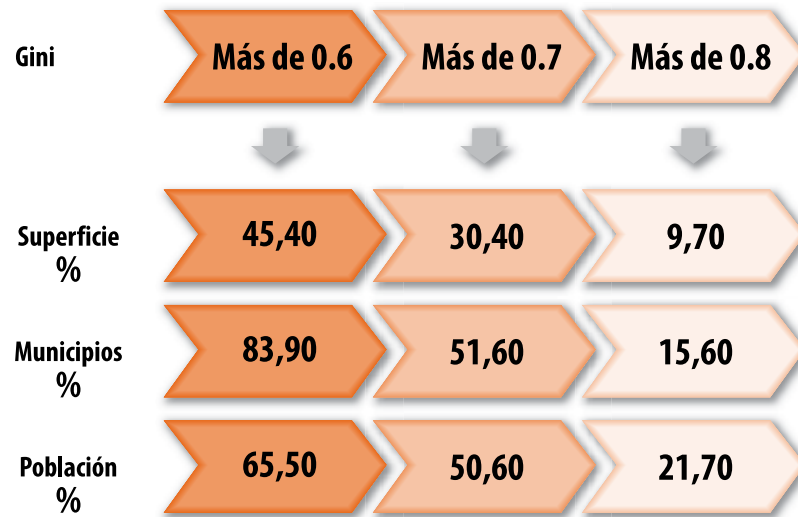 Gini Más de 0.6 Más de 0.7 Más de 0.8
Superficie
%
45,40 30,40 9,70
Municipios
%
83,90 51,60 15,60
Población
%
65,50 50,60 21,70